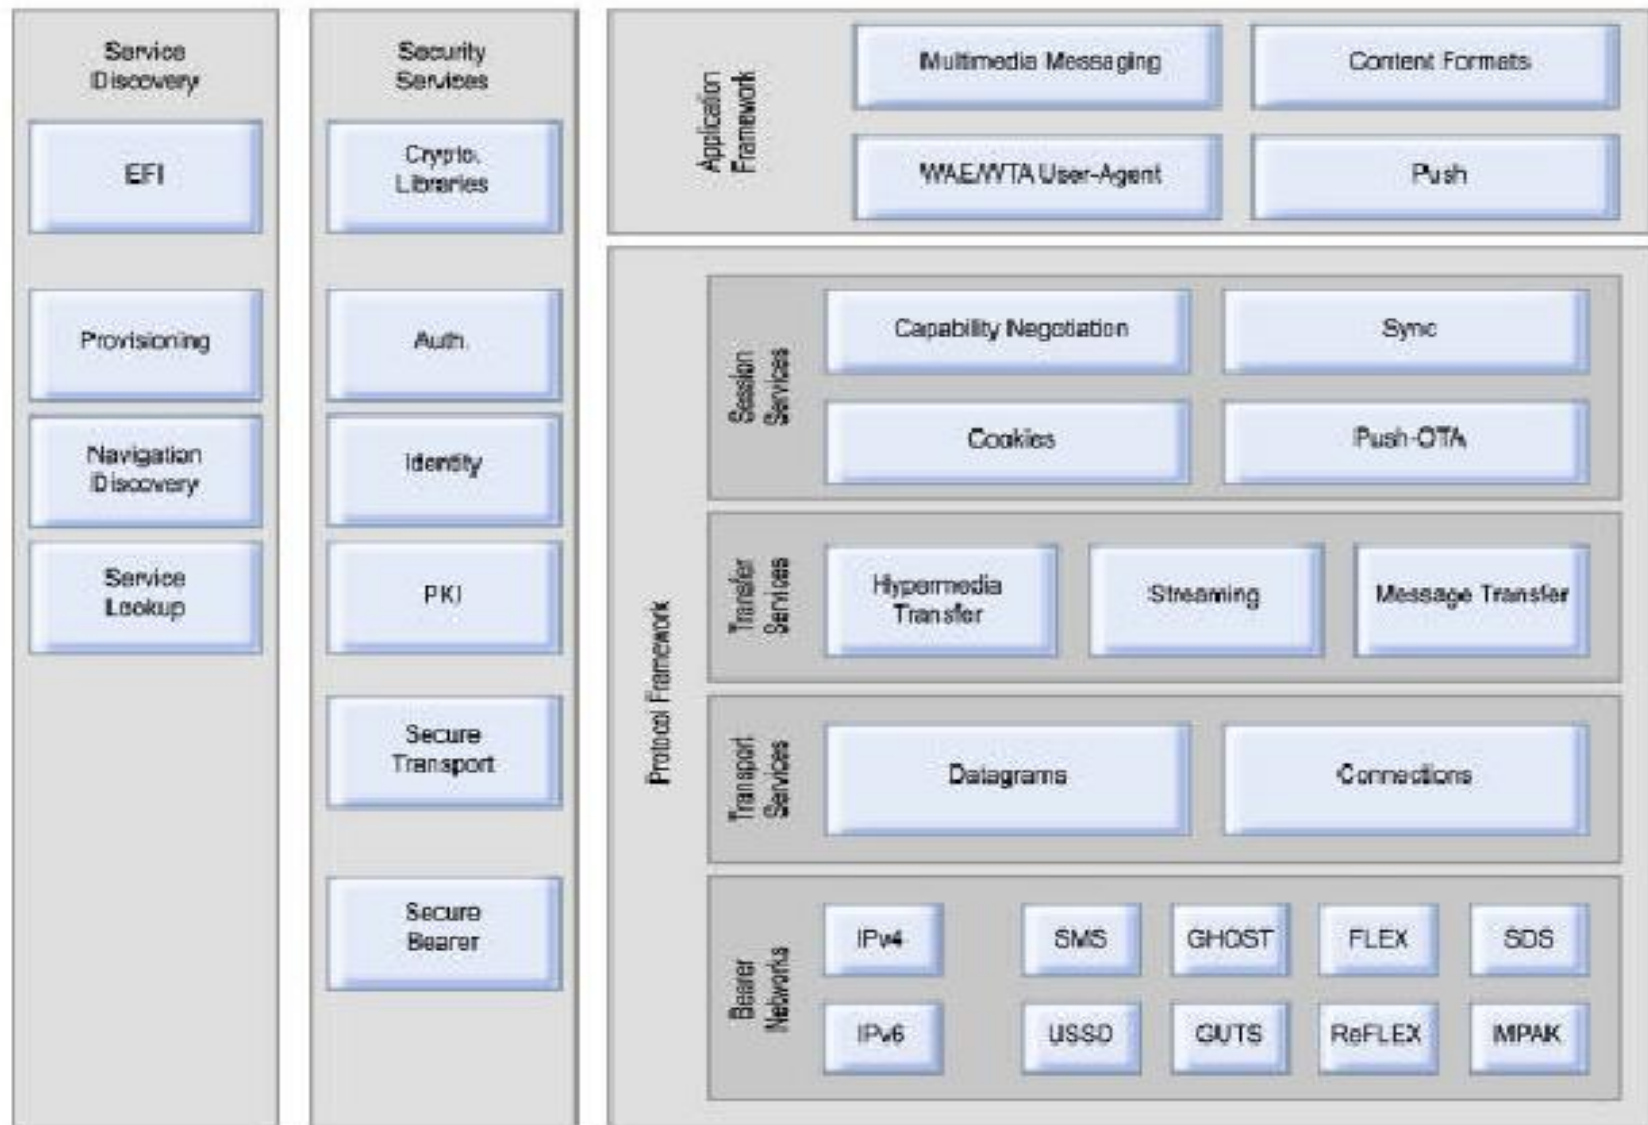 Service
Discovery
EFI
Provisioning
Navigation
Discovery
Service
Lookup
Security
Services
Crypto.
Libraries
Auth.
Identity
PKI
Secure
Transport
Secure
Bearer
Application
Framework
Multimedia Messaging
Content Formats
WAE/WTA User-Agent
Push
Protocol Framework
Session
Services
Capability Negotiation
Sync
Cookies
Push-OTA
Transfer
Services
Hypermedia
Transfer
Streaming
Message Transfer
Transport
Services
Datagrams
Connections
Bearer
Networks
IPv4
SMS
GHOST
FLEX
SDS
IPv6
USSD
GUTS
ReFLEX
MPAK